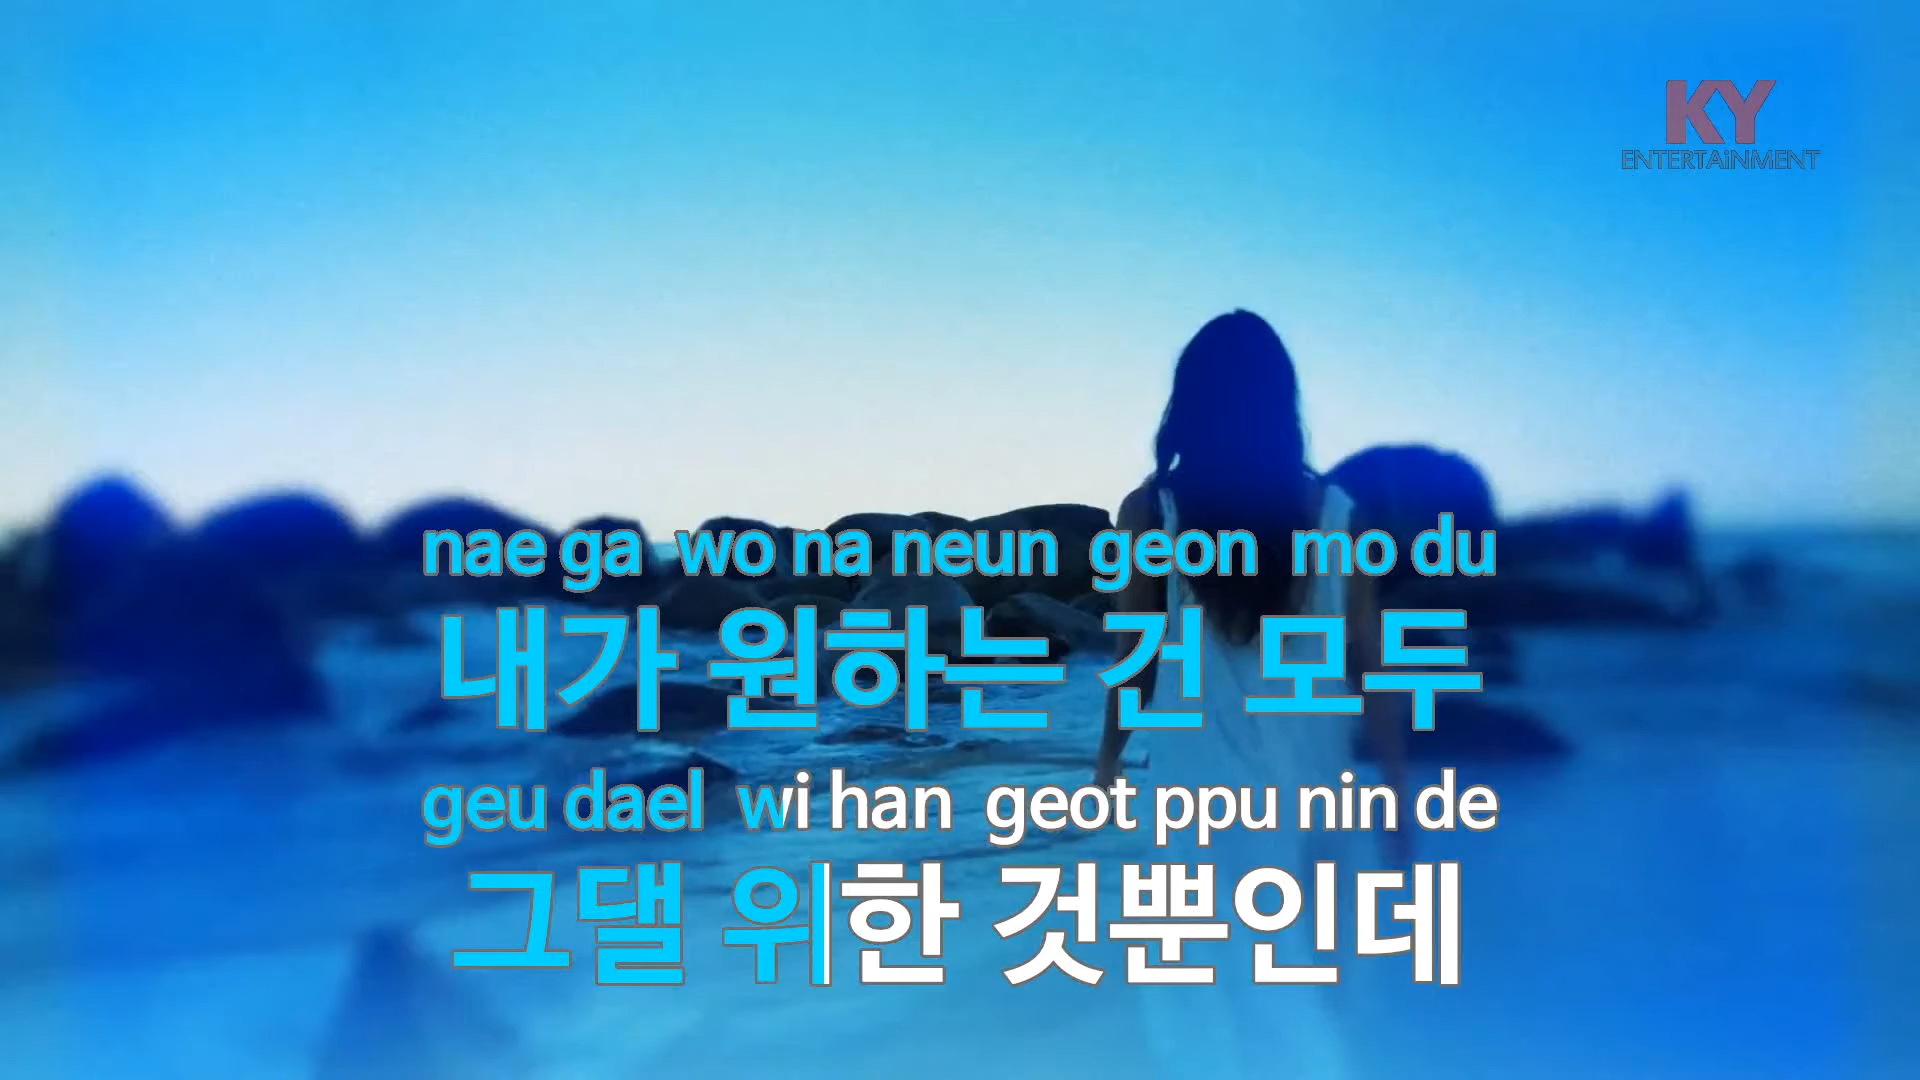 KY
ENTERTAiNMENT
nae ga wo na neun geon mo du
내가 원하는 건 모두
geu dael wi han geot ppu nin de
그댈 위한 것뿐인데